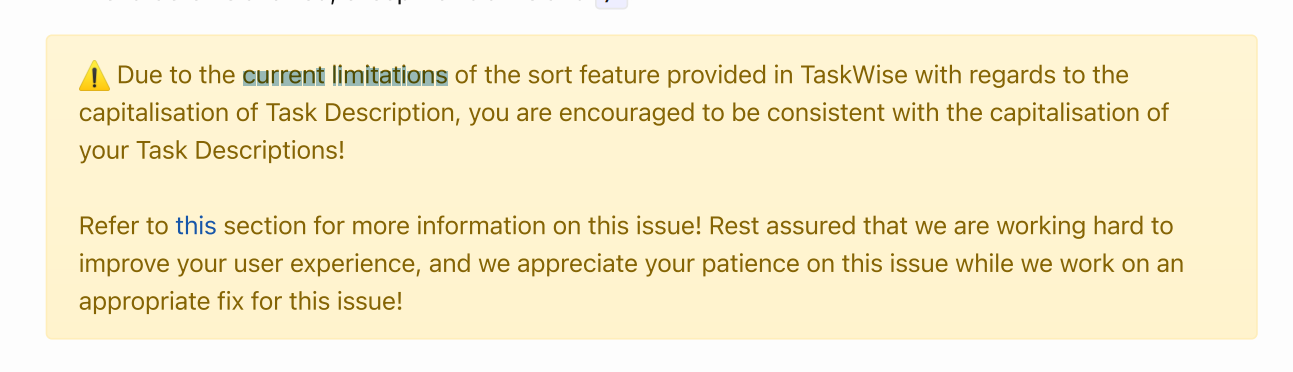 ⚠️ Due to the current limitations of the sort feature provided in TaskWise with regards to the
capitalisation of Task Description, you are encouraged to be consistent with the capitalisation of
your Task Descriptions!
Refer to this section for more information on this issue! Rest assured that we are working hard to
improve your user experience, and we appreciate your patience on this issue while we work on an
appropriate fix for this issue!